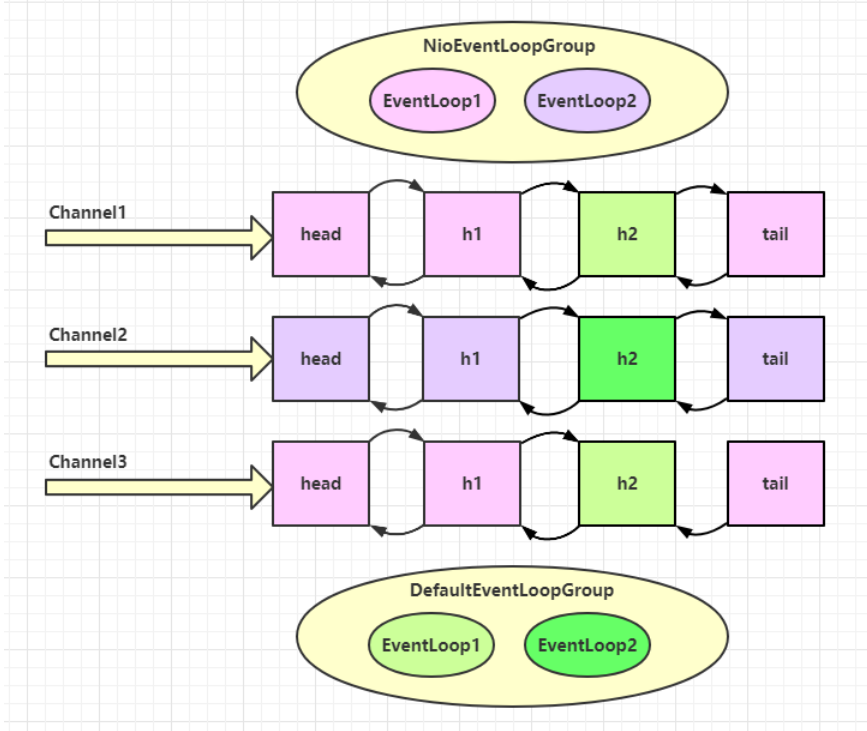 NioEventLoopGroup
EventLoop1 EventLoop2
Channel1
head h1 h2 tail
Channel2
head h1 h2 tail
Channel3
head h1 h2 tail
DefaultEventLoopGroup
EventLoop1 EventLoop2